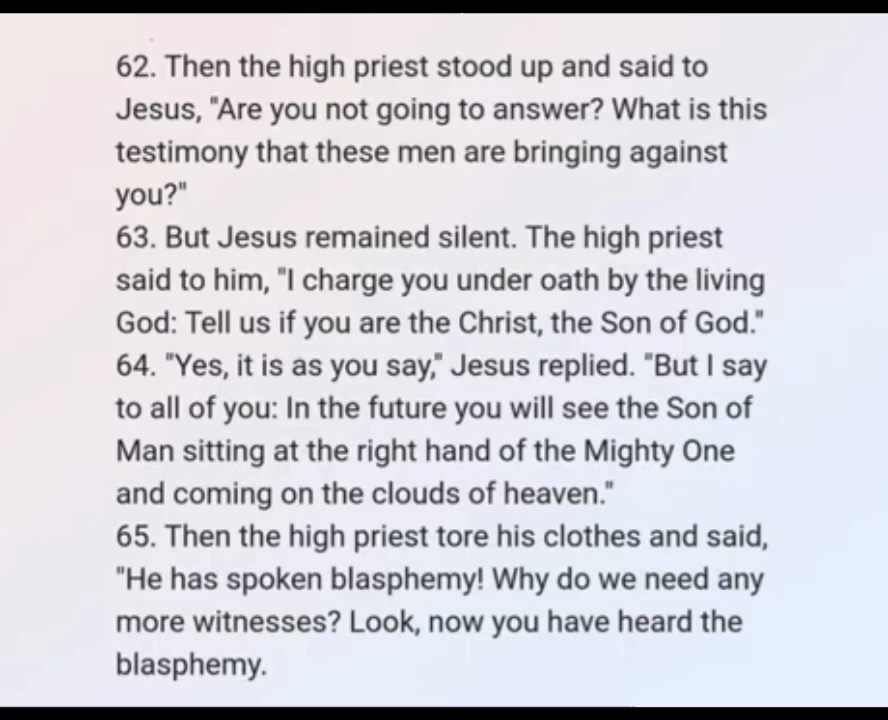 62. Then the high priest stood up and said to
Jesus, "Are you not going to answer? What is this
testimony that these men are bringing against
you?"
63. But Jesus remained silent. The high priest
said to him, "I charge you under oath by the living
God: Tell us if you are the Christ, the Son of God."
64. "Yes, it is as you say," Jesus replied. "But I say
to all of you: In the future you will see the Son of
Man sitting at the right hand of the Mighty One
and coming on the clouds of heaven."
65. Then the high priest tore his clothes and said,
"He has spoken blasphemy! Why do we need any
more witnesses? Look, now you have heard the
blasphemy.